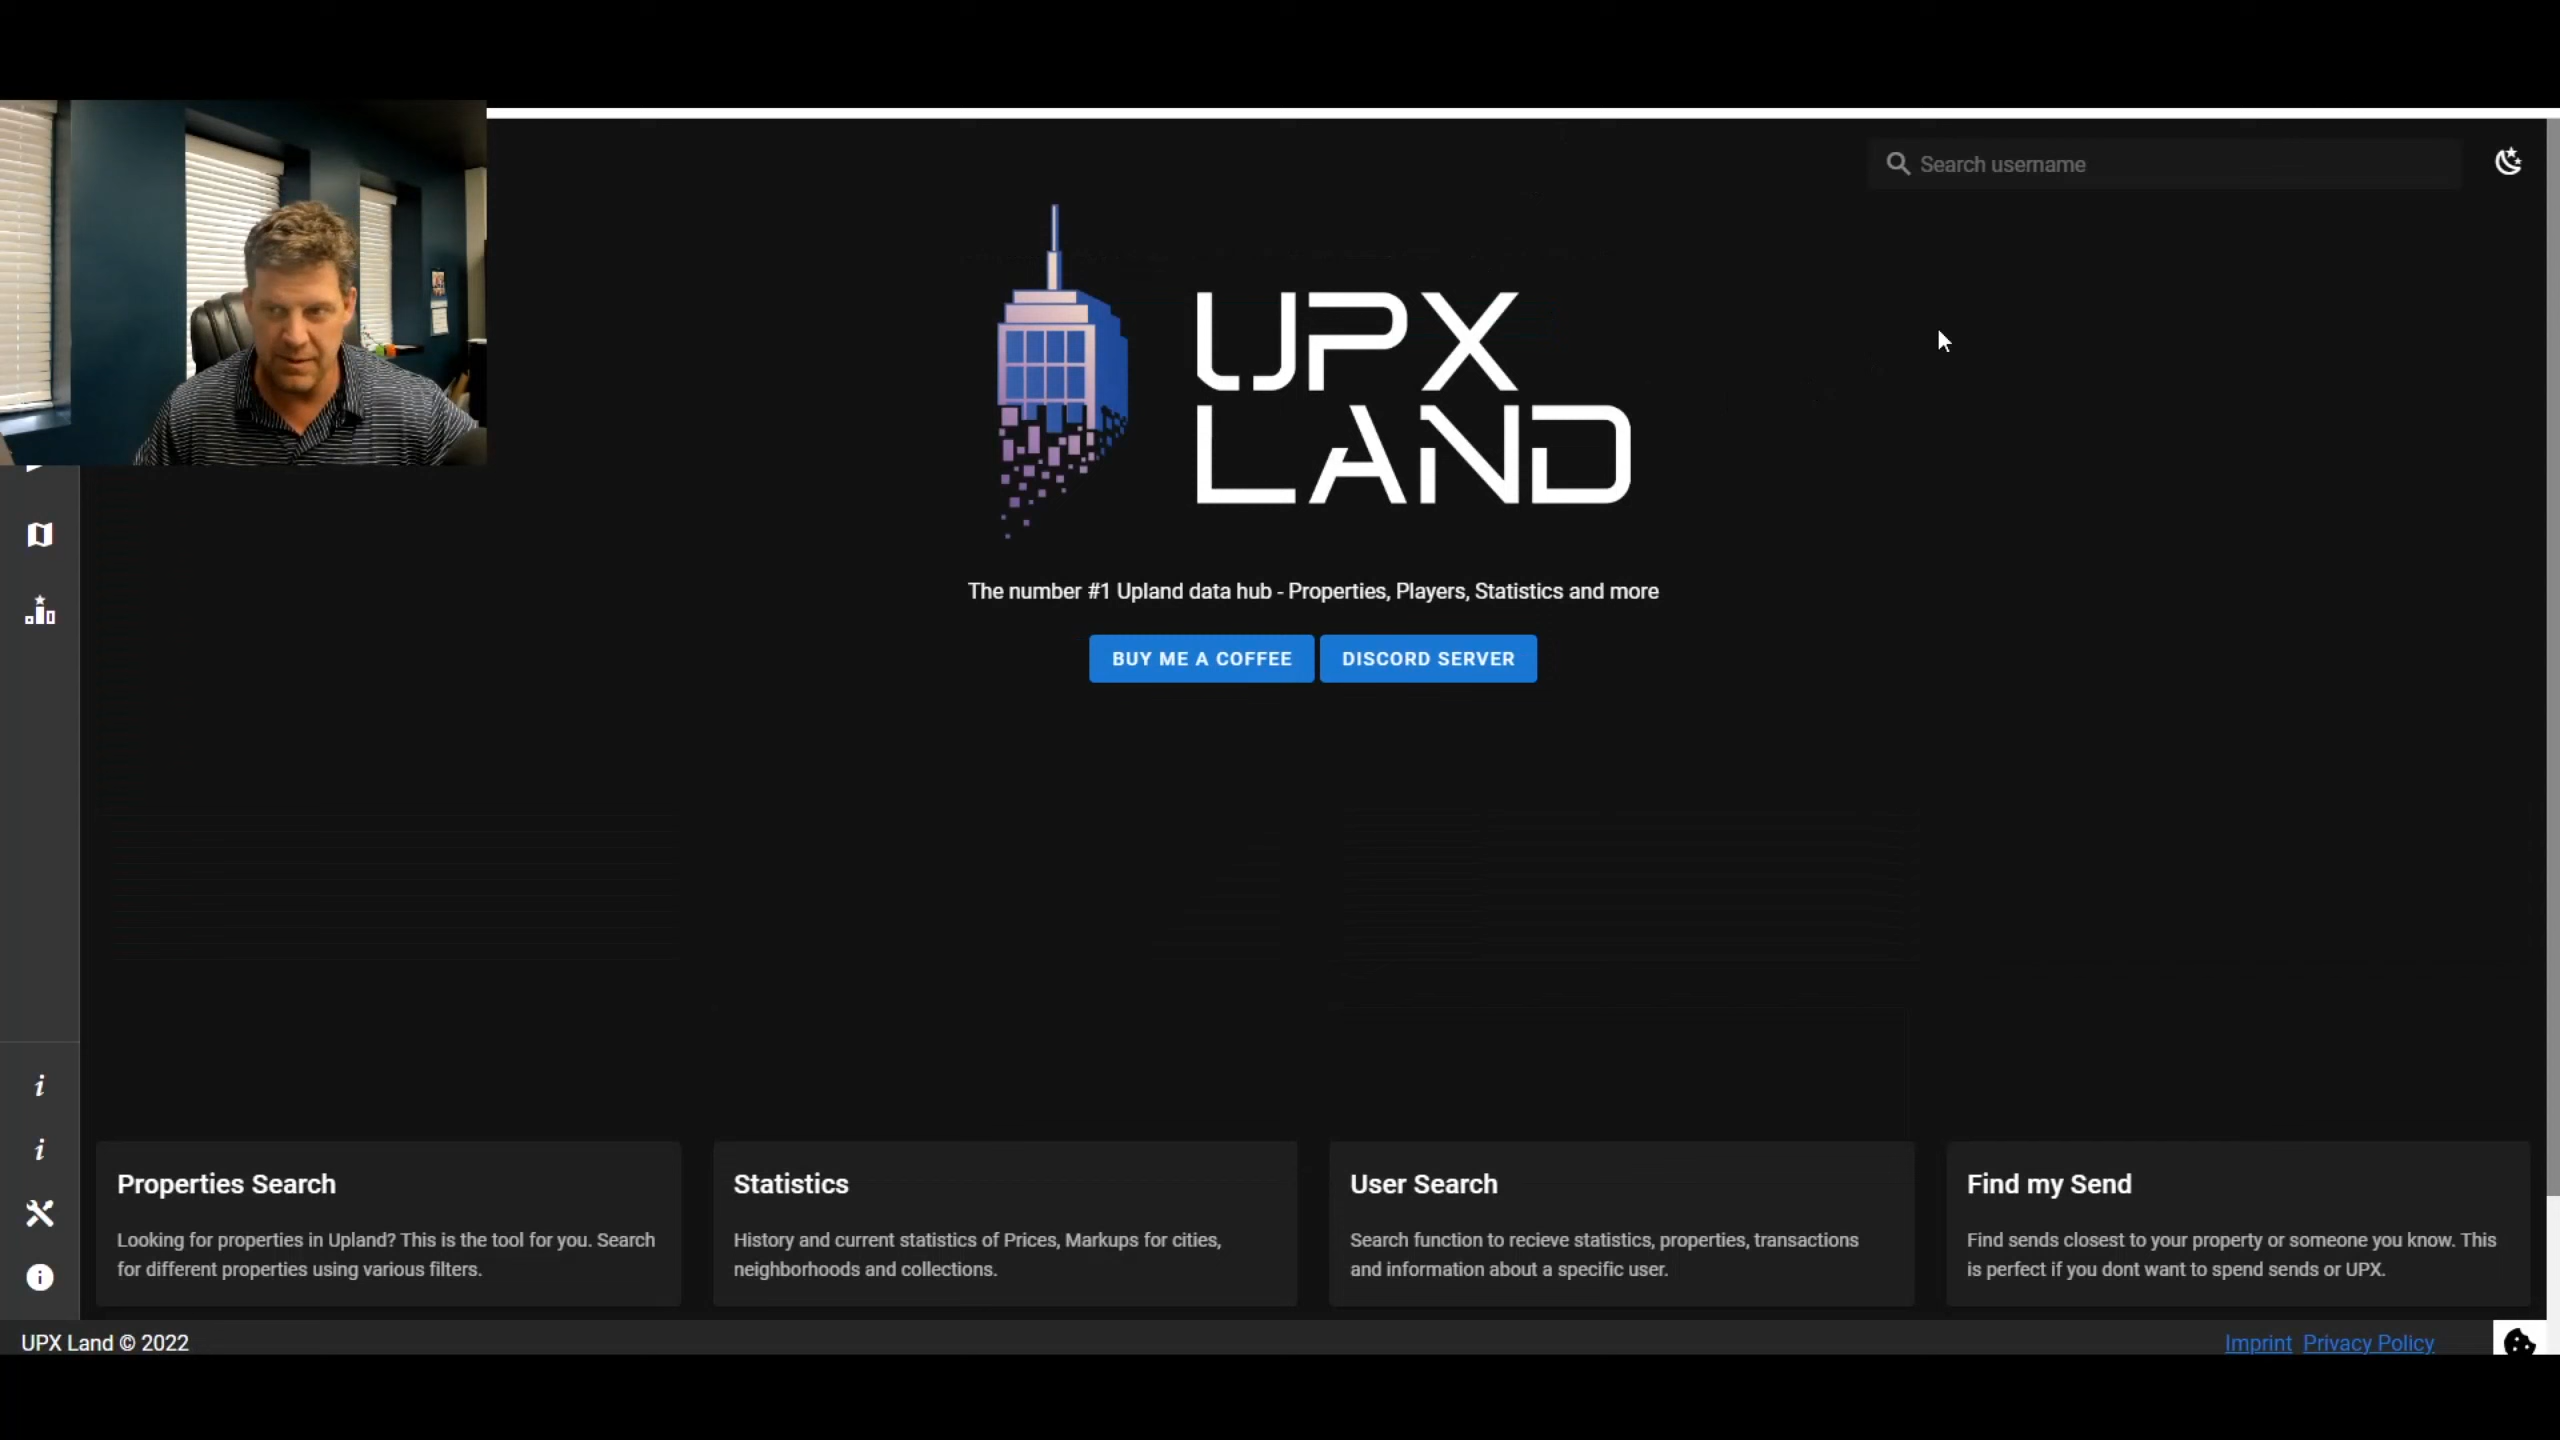 Search username
UPX
LAND
The number #1 Upland data hub - Properties, Players, Statistics and more
BUY ME A COFFEE
DISCORD SERVER
Properties Search
Looking for properties in Upland? This is the tool for you. Search
for different properties using various filters.
Statistics
History and current statistics of Prices, Markups for cities,
neighborhoods and collections.
User Search
Search function to recieve statistics, properties, transactions
and information about a specific user.
Find my Send
Find sends closest to your property or someone you know. This
is perfect if you dont want to spend sends or UPX.
UPX Land © 2022
Imprint Privacy Policy